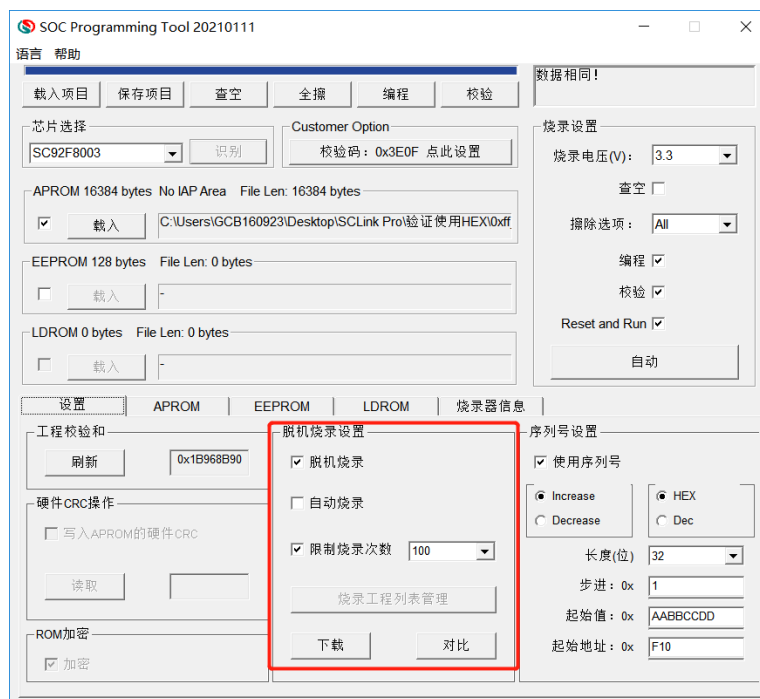 SOC Programming Tool 20210111
语言 帮助
载入项目 保存项目 查空 全擦 编程 校验
数据相同!
芯片选择
SC92F8003 识别
Customer Option
校验码：0x3E0F 点此设置
APROM 16384 bytes No IAP Area File Len: 16384 bytes
载入 C:\Users\GCB160923\Desktop\SCLink Pro\验证使用HEX\0xff
EEPROM 128 bytes File Len: 0 bytes
载入 -
LDROM 0 bytes File Len: 0 bytes
载入 -
烧录设置
烧录电压(V): 3.3
查空
擦除选项： All
编程
校验
Reset and Run
自动
设置 APROM EEPROM LDROM 烧录器信息
工程校验和
刷新 0x1B968B90
硬件CRC操作
写入APROM的硬件CRC
读取
ROM加密
加密
脱机烧录设置
脱机烧录
自动烧录
限制烧录次数 100
烧录工程列表管理
下载 对比
序列号设置
使用序列号
Increase HEX
Decrease Dec
长度(位) 32
步进：0x 1
起始值：0x AABBCCDD
起始地址：0x F10